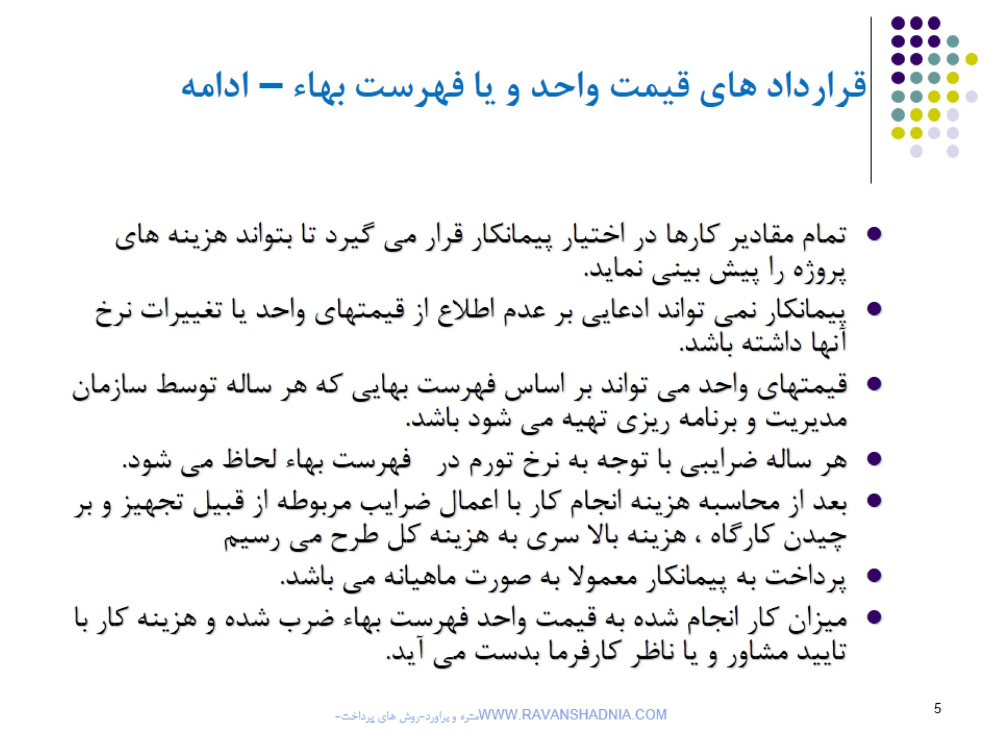 قرارداد های قیمت واحد و یا فهرست بهاء – ادامه
تمام مقادیر کارها در اختیار پیمانکار قرار می گیرد تا بتواند هزینه های
پروژه را پیش بینی نماید.
پیمانکار نمی تواند ادعایی بر عدم اطلاع از قیمتهای واحد یا تغییرات نرخ
آنها داشته باشد.
قیمتهای واحد می تواند بر اساس فهرست بهایی که هر ساله توسط سازمان
مدیریت و برنامه ریزی تهیه می شود باشد.
هر ساله ضرایبی با توجه به نرخ تورم در فهرست بهاء لحاظ می شود.
بعد از محاسبه هزینه انجام کار با اعمال ضرایب مربوطه از قبیل تجهیز و بر
چیدن کارگاه ، هزینه بالا سری به هزینه کل طرح می رسیم
پرداخت به پیمانکار معمولا به صورت ماهیانه می باشد.
میزان کار انجام شده به قیمت واحد فهرست بهاء ضرب شده و هزینه کار با
تایید مشاور و یا ناظر کارفرما بدست می آید.
WWW.RAVANSHADNIA.COMمتره و براورد-روش های پرداخت-
5